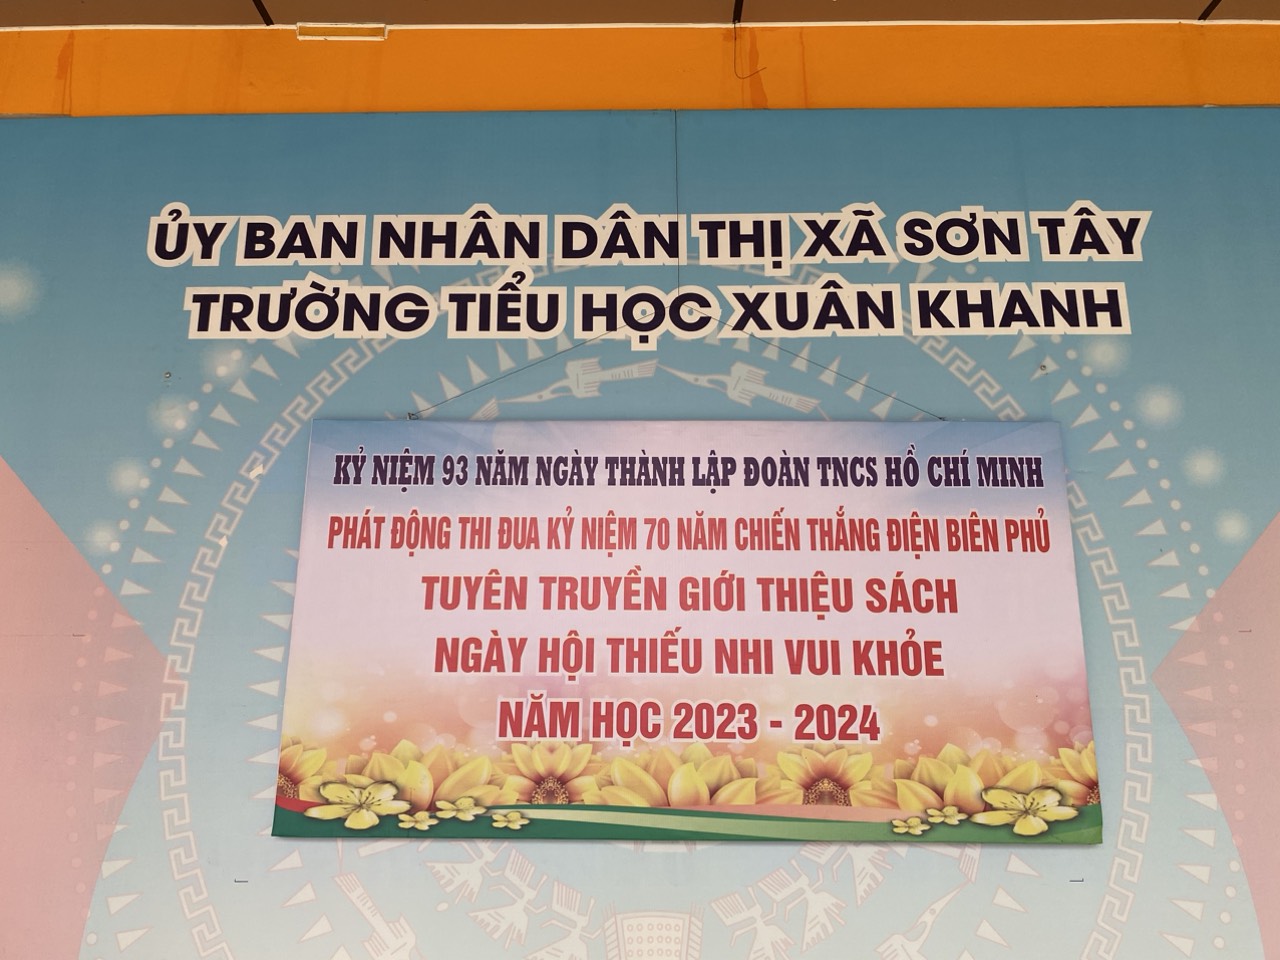 ỦY BAN NHÂN DÂN THỊ XÃ SƠN TÂY
TRƯỜNG TIỂU HỌC XUÂN KHANH
KỶ NIỆM 93 NĂM NGÀY THÀNH LẬP ĐOÀN TNCS HỒ CHÍ MINH
PHÁT ĐỘNG THI ĐUA KỶ NIỆM 70 NĂM CHIẾN THẮNG ĐIỆN BIÊN PHỦ
TUYÊN TRUYỀN GIỚI THIỆU SÁCH
NGÀY HỘI THIẾU NHI VUI KHỎE
NĂM HỌC 2023 - 2024